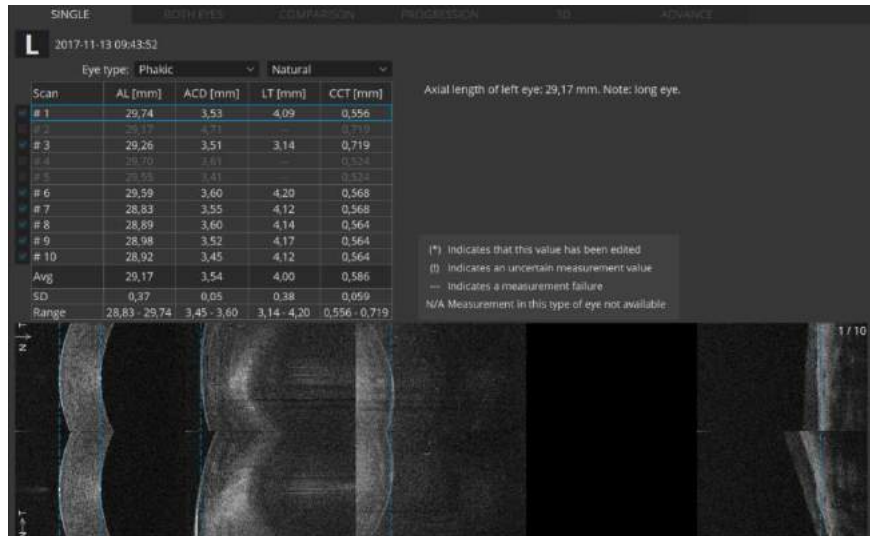 SINGLE BOTH EYES COMPARISON PROGRESSION 3D ADVANCE
L 2017-11-13 09:43:52
Eye type: Phakic Natural
Scan AL [mm] ACD [mm] LT [mm] CCT [mm]
# 1 29,74 3,53 4,09 0,556
# 2 29,17 4,71 --- 0,719
# 3 29,26 3,51 3,14 0,719
# 4 29,70 3,61 --- 0,524
# 5 29,55 3,41 --- 0,524
# 6 29,59 3,60 4,20 0,568
# 7 28,83 3,55 4,12 0,568
# 8 28,89 3,60 4,14 0,564
# 9 28,98 3,52 4,17 0,564
# 10 28,92 3,45 4,12 0,564
Avg 29,17 3,54 4,00 0,586
SD 0,37 0,05 0,38 0,059
Range 28,83 - 29,74 3,45 - 3,60 3,14 - 4,20 0,556 - 0,719
Axial length of left eye: 29,17 mm. Note: long eye.
(*) Indicates that this value has been edited
(!) Indicates an uncertain measurement value
--- Indicates a measurement failure
N/A Measurement in this type of eye not available
N → T
1 / 10
N → T